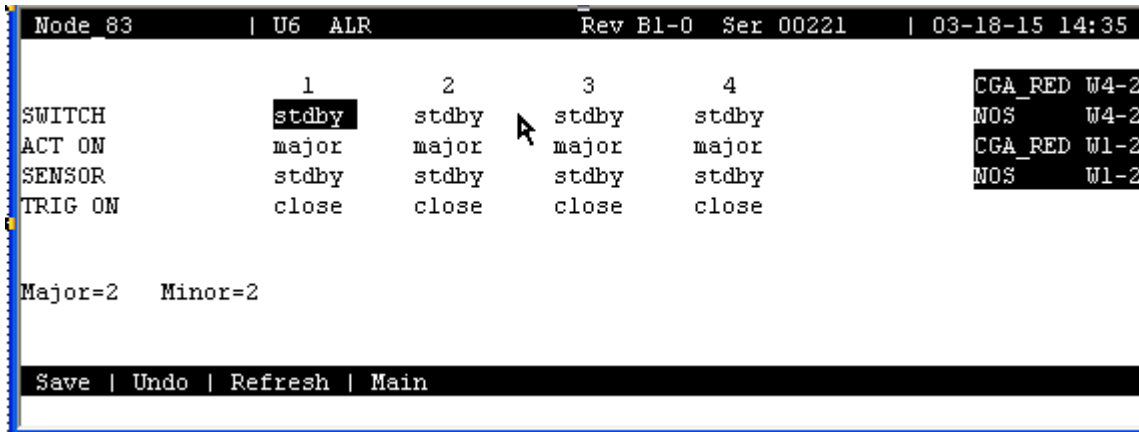 Node_83 | U6 ALR Rev B1-0 Ser 00221 | 03-18-15 14:35
1 2 3 4 CGA_RED W4-2
SWITCH stdby stdby stdby stdby NOS W4-2
ACT ON major major major major CGA_RED W1-2
SENSOR stdby stdby stdby stdby NOS W1-2
TRIG ON close close close close
Major=2 Minor=2
Save | Undo | Refresh | Main